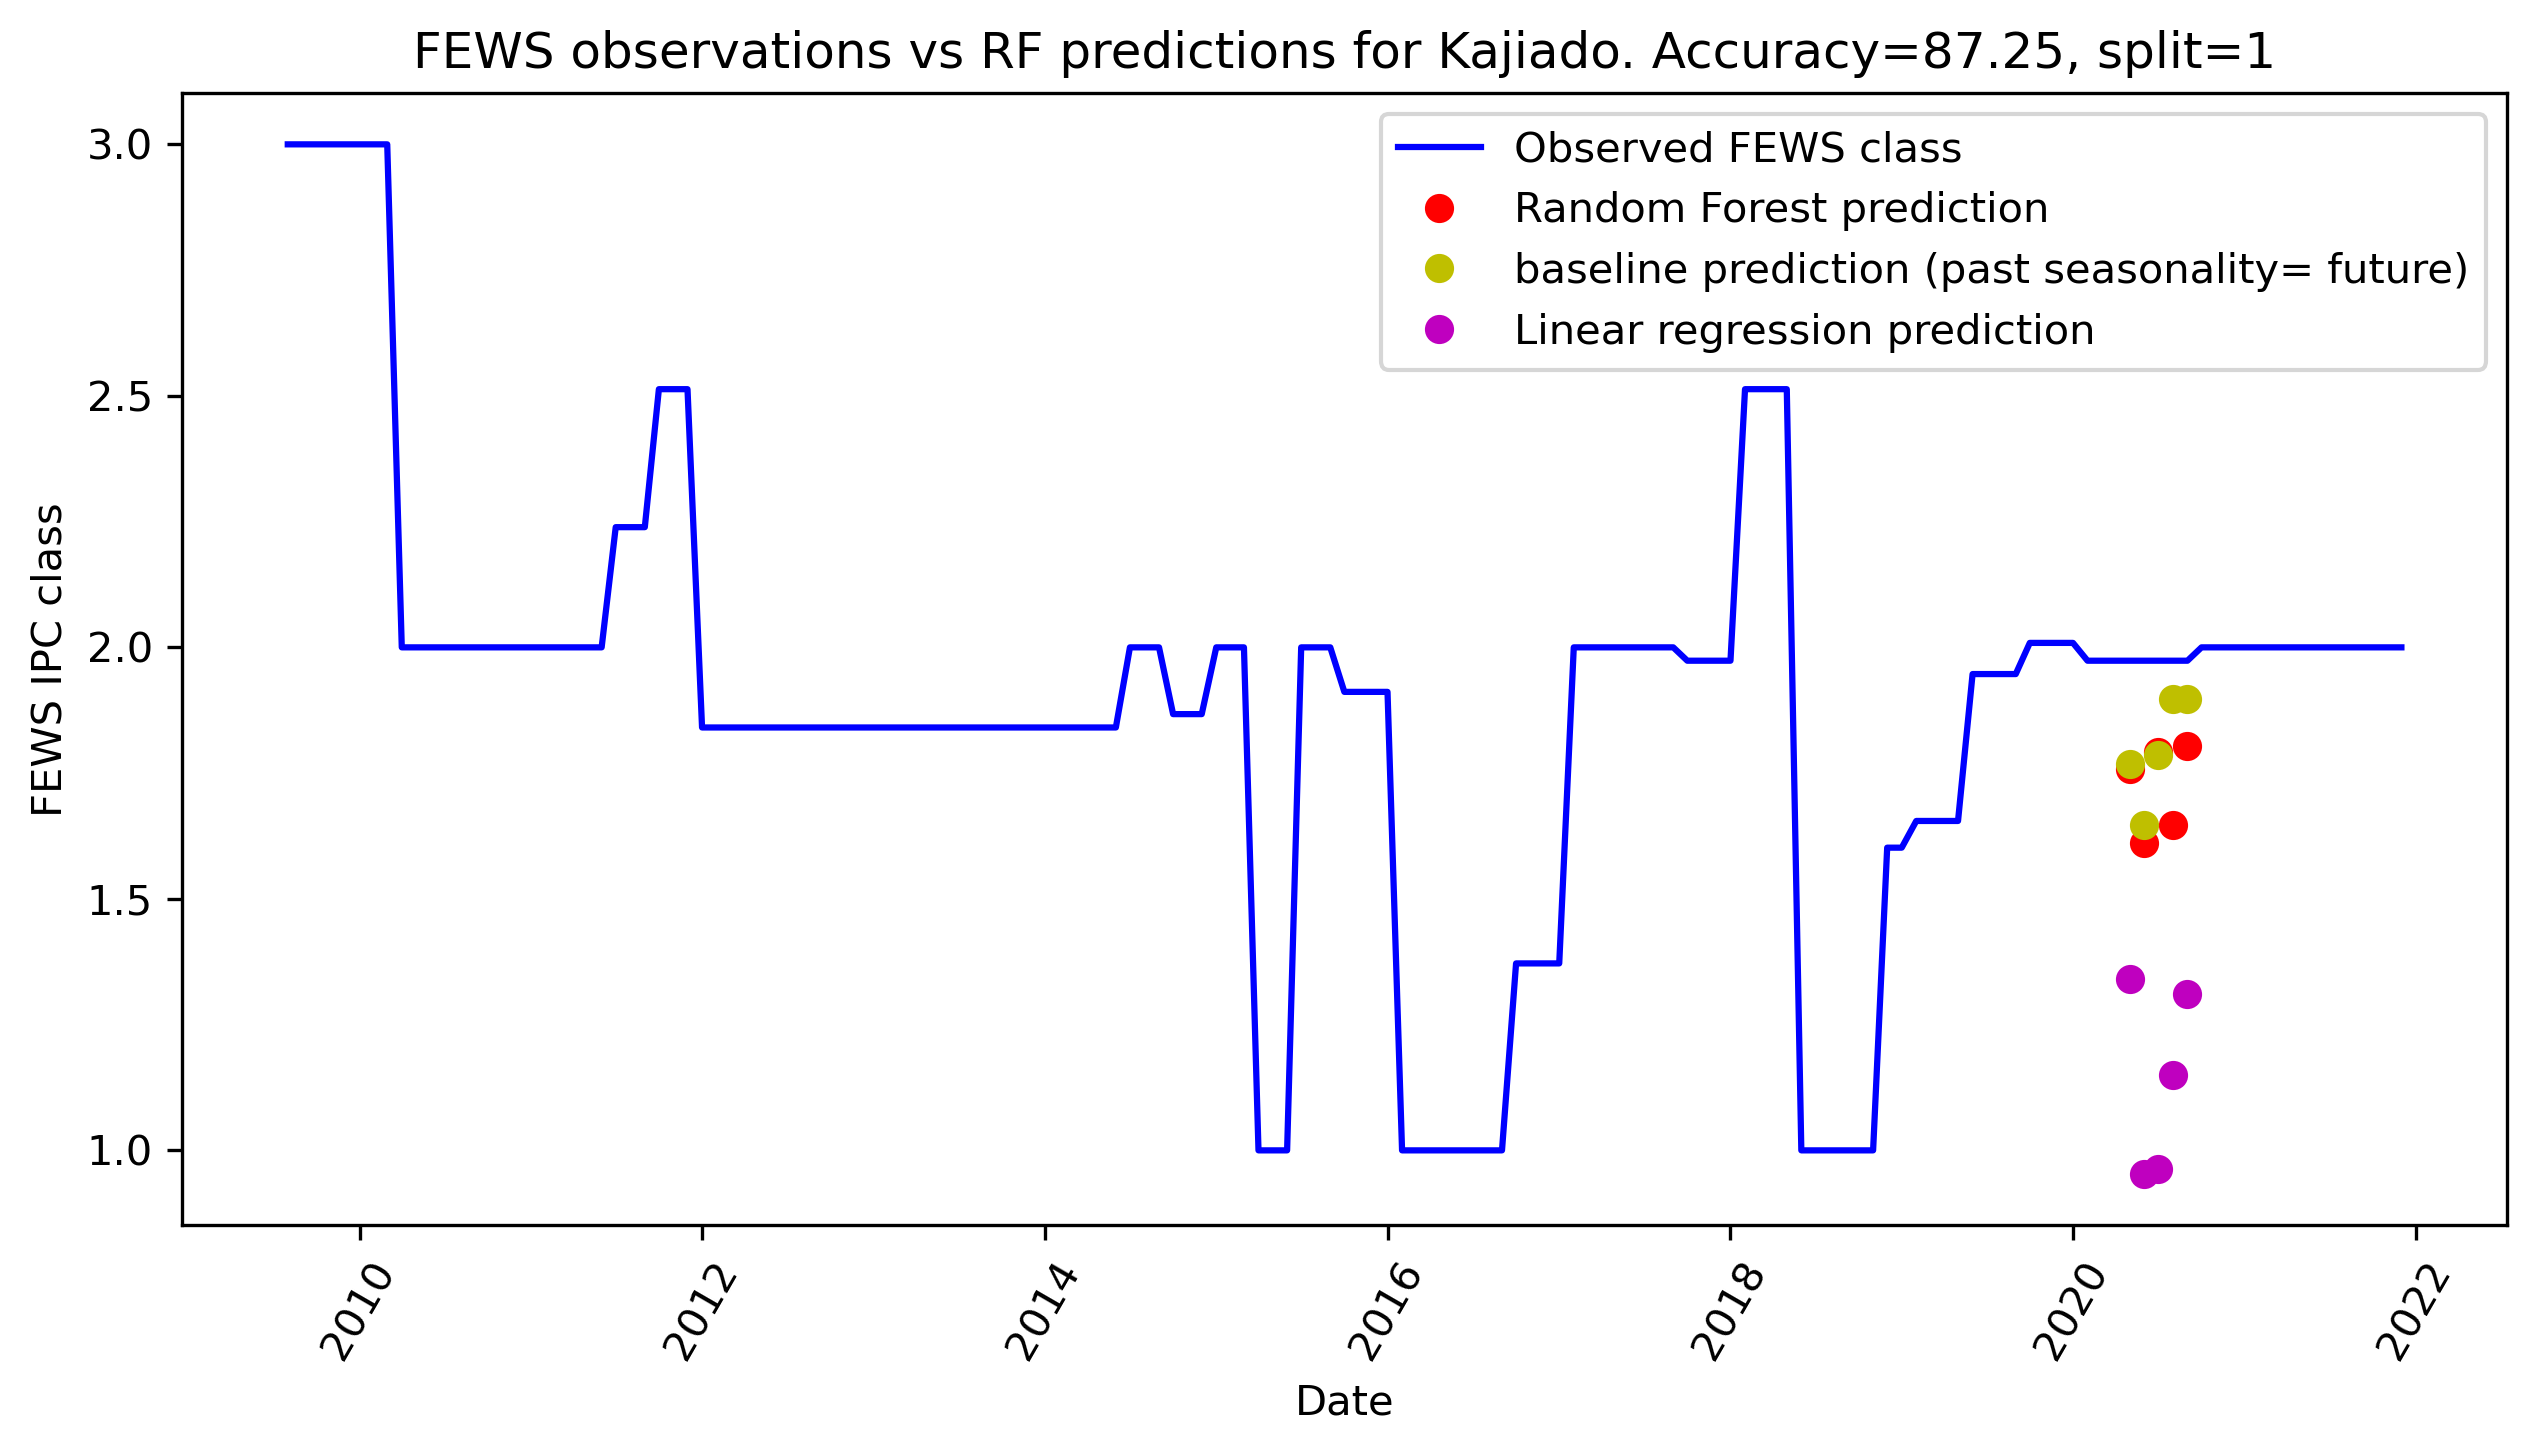 FEWS observations vs RF predictions for Kajiado. Accuracy=87.25, split=1
Observed FEWS class
Random Forest prediction
baseline prediction (past seasonality= future)
Linear regression prediction
FEWS IPC class
3.0
2.5
2.0
1.5
1.0
2010
2012
2014
2016
2018
2020
2022
Date